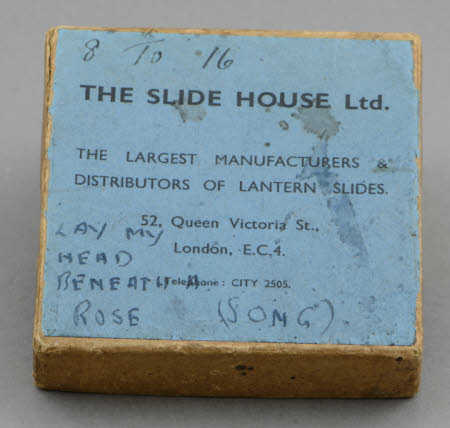 8 To 16
THE SLIDE HOUSE Ltd.
THE LARGEST MANUFACTURERS &
DISTRIBUTORS OF LANTERN SLIDES.
52, Queen Victoria St.,
London, E.C,4.
Telephone : CITY 2505.
LAY MY
HEAD
BENEATH A
ROSE (SONG)